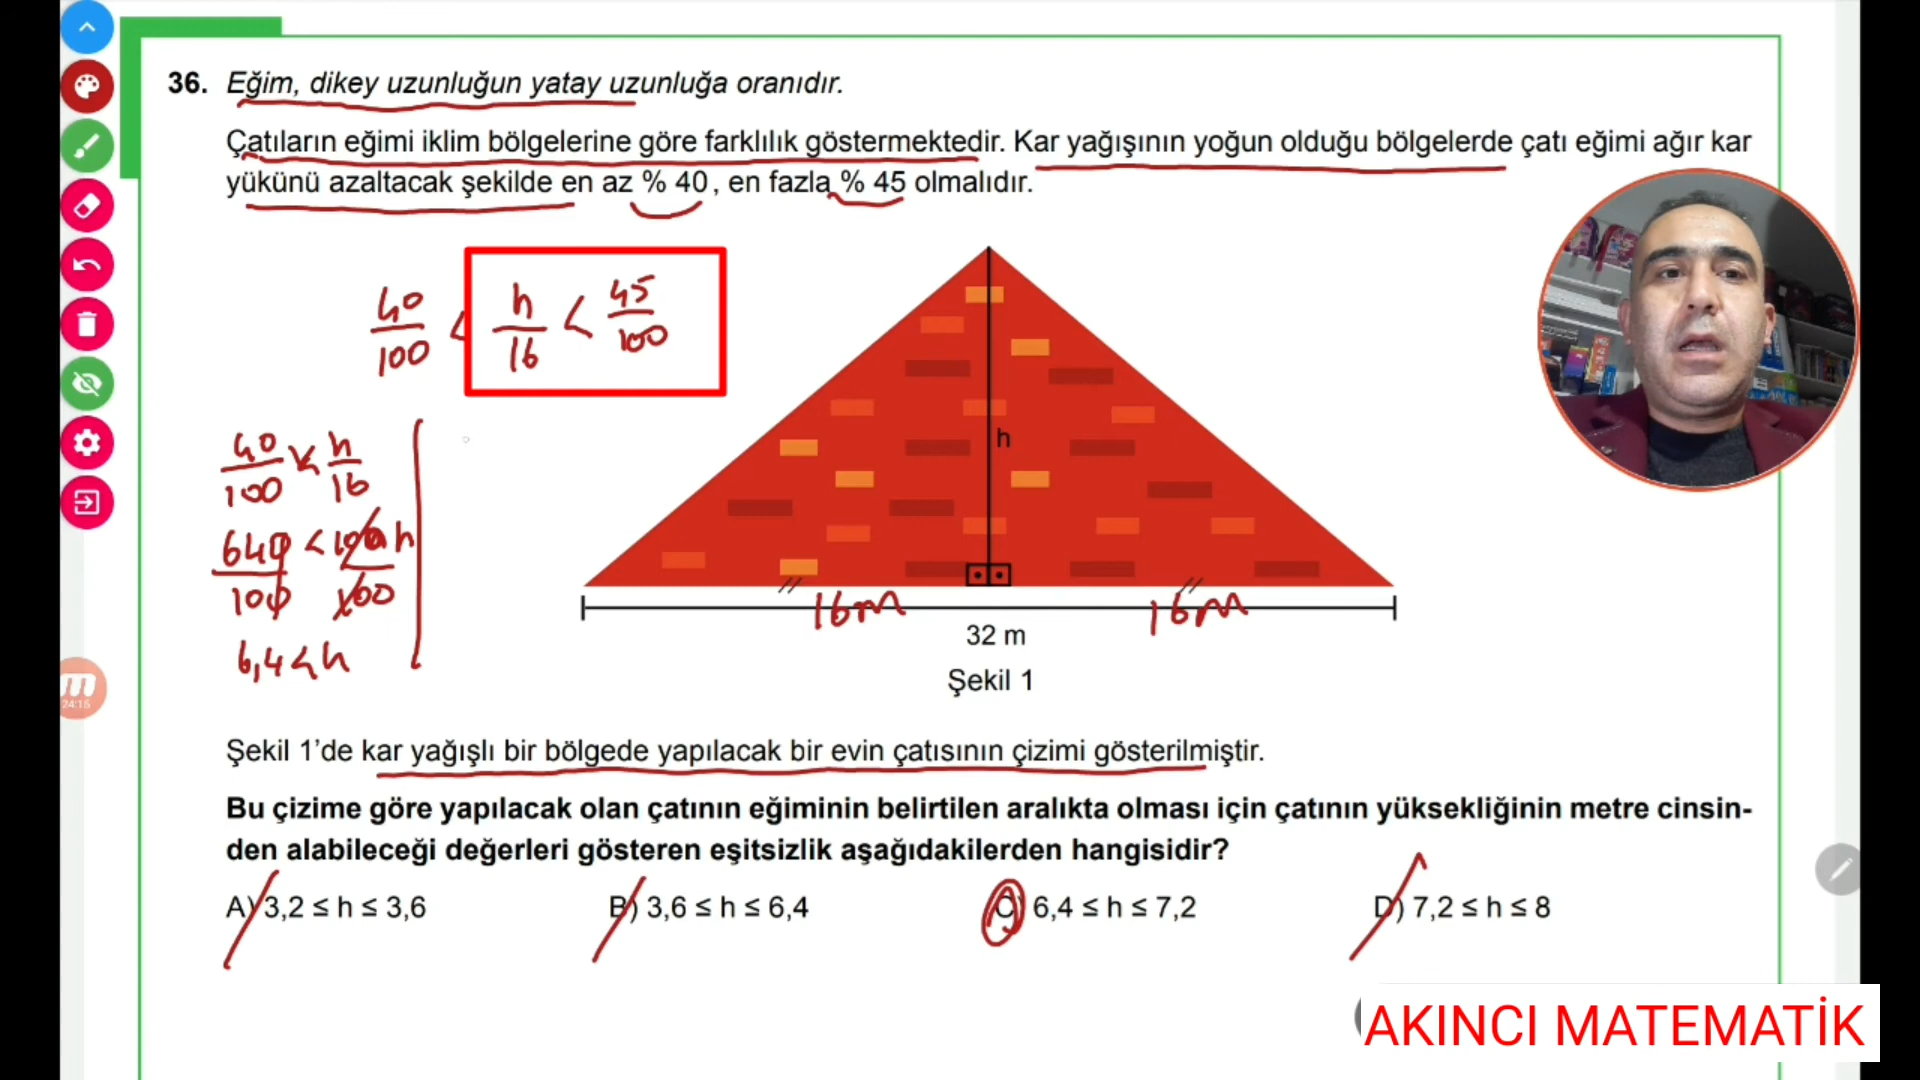 36. Eğim, dikey uzunluğun yatay uzunluğa oranıdır.
Çatıların eğimi iklim bölgelerine göre farklılık göstermektedir. Kar yağışının yoğun olduğu bölgelerde çatı eğimi ağır kar
yükünü azaltacak şekilde en az % 40, en fazla % 45 olmalıdır.
40/100 < h/16 < 45/100
40/100 < h/16
640 < 100h
100 100
6,4 < h
h
16m 16m
32 m
Şekil 1
Şekil 1'de kar yağışlı bir bölgede yapılacak bir evin çatısının çizimi gösterilmiştir.
Bu çizime göre yapılacak olan çatının eğiminin belirtilen aralıkta olması için çatının yüksekliğinin metre cinsin-
den alabileceği değerleri gösteren eşitsizlik aşağıdakilerden hangisidir?
A) 3,2 ≤ h ≤ 3,6 B) 3,6 ≤ h ≤ 6,4 C) 6,4 ≤ h ≤ 7,2 D) 7,2 ≤ h ≤ 8
24:15
AKINCI MATEMATİK